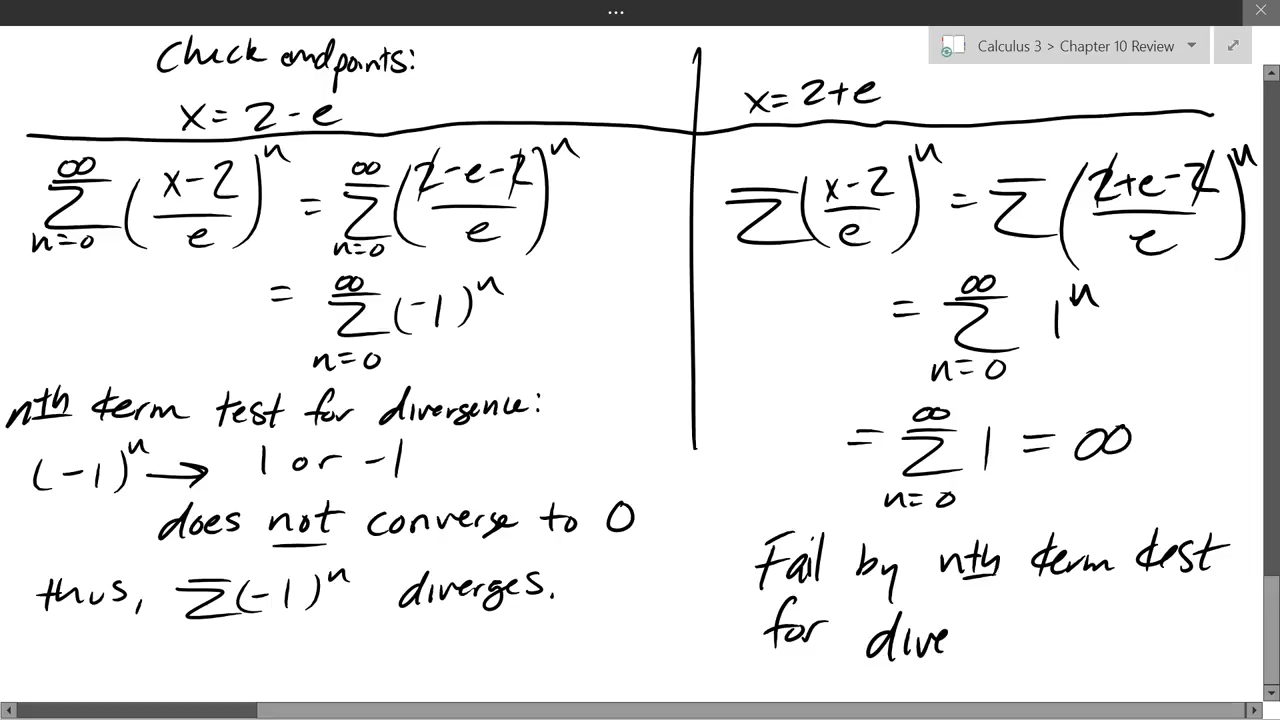 Calculus 3 > Chapter 10 Review
Check endpoints:
x = 2 - e
∞ ∑ n=0 ( (x-2)/e )^n = ∞ ∑ n=0 ( (2-e-2)/e )^n
= ∞ ∑ n=0 (-1)^n
nth term test for divergence:
(-1)^n → 1 or -1
does not converge to 0
thus, ∑(-1)^n diverges.
x = 2+e
∑ ( (x-2)/e )^n = ∑ ( (2+e-2)/e )^n
= ∞ ∑ n=0 1^n
= ∞ ∑ n=0 1 = ∞
Fail by nth term test
for dive